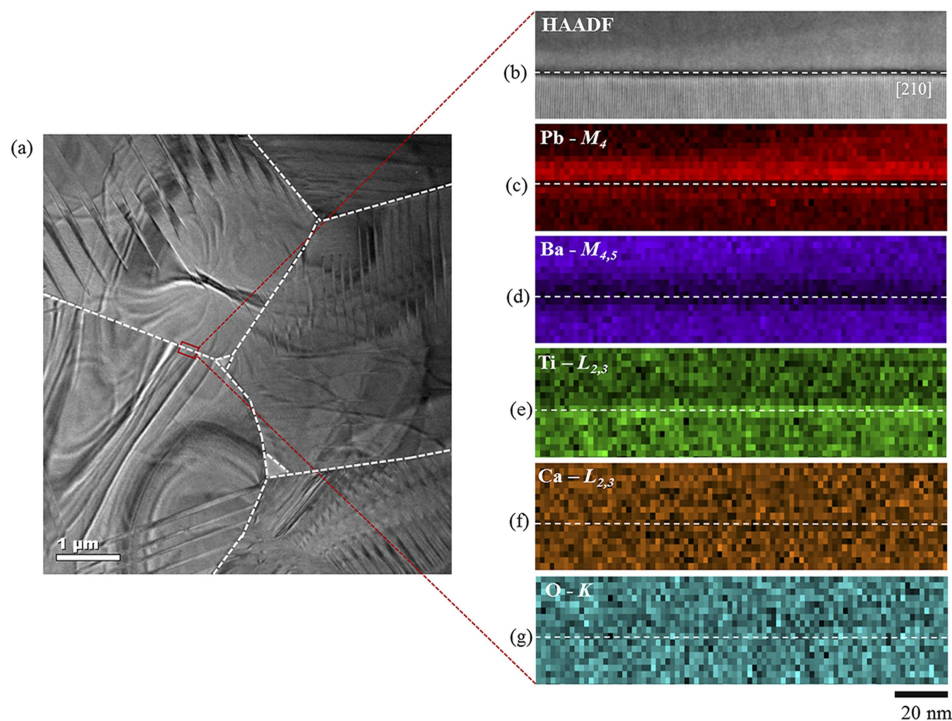 HAADF
(b)
[210]
(a)
Pb - M4
(c)
Ba - M4,5
(d)
Ti – L2,3
(e)
Ca – L2,3
(f)
1 µm
O - K
(g)
20 nm